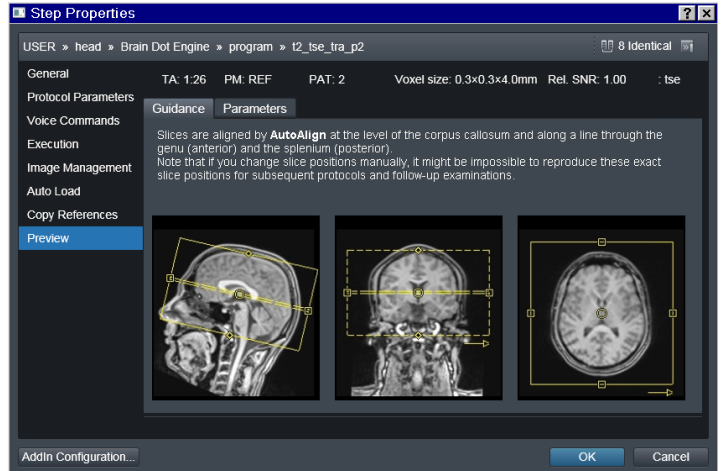 Step Properties
? X
USER » head » Brain Dot Engine » program » t2_tse_tra_p2
8 Identical
General
Protocol Parameters
Voice Commands
Execution
Image Management
Auto Load
Copy References
Preview
TA: 1:26 PM: REF PAT: 2 Voxel size: 0.3×0.3×4.0mm Rel. SNR: 1.00 : tse
Guidance Parameters
Slices are aligned by AutoAlign at the level of the corpus callosum and along a line through the
genu (anterior) and the splenium (posterior).
Note that if you change slice positions manually, it might be impossible to reproduce these exact
slice positions for subsequent protocols and follow-up examinations.
AddIn Configuration...
OK Cancel